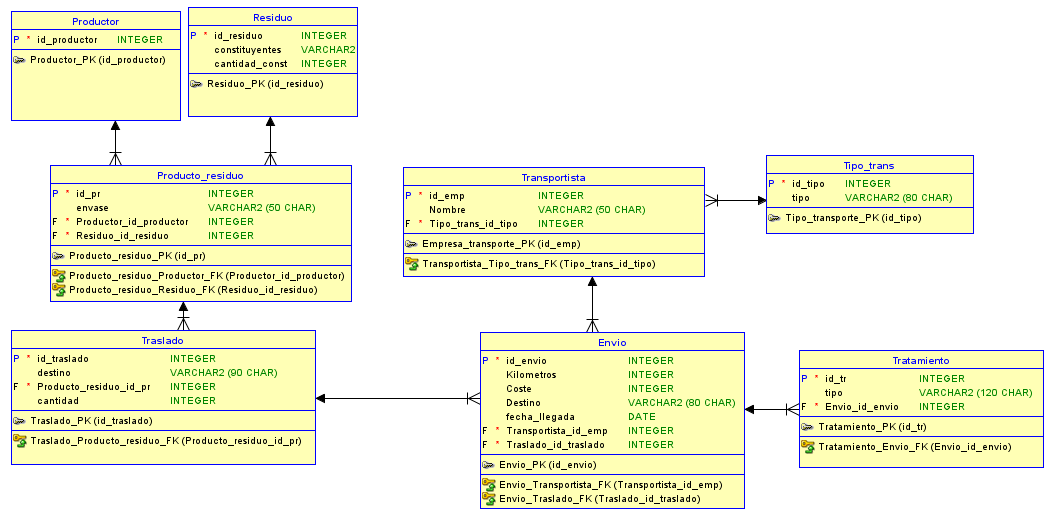 Productor
P * id_productor INTEGER
Productor_PK (id_productor)
Residuo
P * id_residuo INTEGER
constituyentes VARCHAR2
cantidad_const INTEGER
Residuo_PK (id_residuo)
Producto_residuo
P * id_pr INTEGER
envase VARCHAR2 (50 CHAR)
F * Productor_id_productor INTEGER
F * Residuo_id_residuo INTEGER
Producto_residuo_PK (id_pr)
Producto_residuo_Productor_FK (Productor_id_productor)
Producto_residuo_Residuo_FK (Residuo_id_residuo)
Transportista
P * id_emp INTEGER
Nombre VARCHAR2 (50 CHAR)
F * Tipo_trans_id_tipo INTEGER
Empresa_transporte_PK (id_emp)
Transportista_Tipo_trans_FK (Tipo_trans_id_tipo)
Tipo_trans
P * id_tipo INTEGER
tipo VARCHAR2 (80 CHAR)
Tipo_transporte_PK (id_tipo)
Traslado
P * id_traslado INTEGER
destino VARCHAR2 (90 CHAR)
F * Producto_residuo_id_pr INTEGER
cantidad INTEGER
Traslado_PK (id_traslado)
Traslado_Producto_residuo_FK (Producto_residuo_id_pr)
Envio
P * id_envio INTEGER
Kilometros INTEGER
Coste INTEGER
Destino VARCHAR2 (80 CHAR)
fecha_llegada DATE
F * Transportista_id_emp INTEGER
F * Traslado_id_traslado INTEGER
Envio_PK (id_envio)
Envio_Transportista_FK (Transportista_id_emp)
Envio_Traslado_FK (Traslado_id_traslado)
Tratamiento
P * id_tr INTEGER
tipo VARCHAR2 (120 CHAR)
F * Envio_id_envio INTEGER
Tratamiento_PK (id_tr)
Tratamiento_Envio_FK (Envio_id_envio)